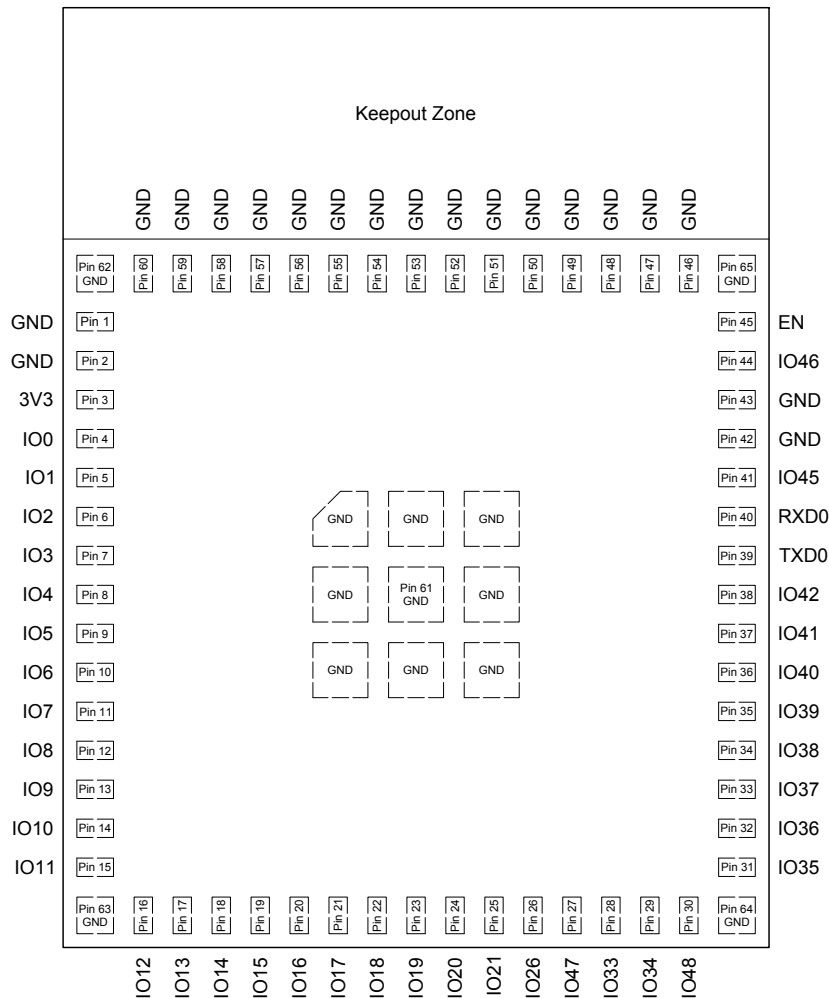 Keepout Zone
GND GND GND GND GND GND GND GND GND GND GND GND GND GND GND
Pin 62 GND Pin 60 Pin 59 Pin 58 Pin 57 Pin 56 Pin 55 Pin 54 Pin 53 Pin 52 Pin 51 Pin 50 Pin 49 Pin 48 Pin 47 Pin 46 Pin 65 GND
GND Pin 1 Pin 45 EN
GND Pin 2 Pin 44 IO46
3V3 Pin 3 Pin 43 GND
IO0 Pin 4 Pin 42 GND
IO1 Pin 5 Pin 41 IO45
IO2 Pin 6 GND GND GND Pin 40 RXD0
IO3 Pin 7 Pin 39 TXD0
IO4 Pin 8 GND Pin 61 GND GND Pin 38 IO42
IO5 Pin 9 Pin 37 IO41
IO6 Pin 10 GND GND GND Pin 36 IO40
IO7 Pin 11 Pin 35 IO39
IO8 Pin 12 Pin 34 IO38
IO9 Pin 13 Pin 33 IO37
IO10 Pin 14 Pin 32 IO36
IO11 Pin 15 Pin 31 IO35
Pin 63 GND Pin 16 Pin 17 Pin 18 Pin 19 Pin 20 Pin 21 Pin 22 Pin 23 Pin 24 Pin 25 Pin 26 Pin 27 Pin 28 Pin 29 Pin 30 Pin 64 GND
IO12 IO13 IO14 IO15 IO16 IO17 IO18 IO19 IO20 IO21 IO26 IO47 IO33 IO34 IO48